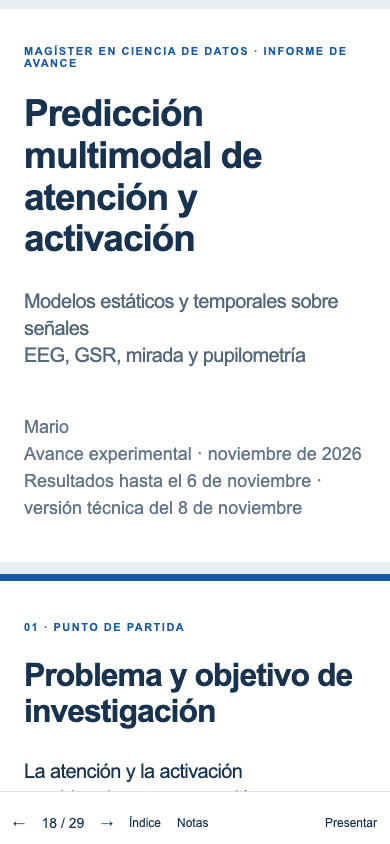 MAGÍSTER EN CIENCIA DE DATOS · INFORME DE
AVANCE
Predicción
multimodal de
atención y
activación
Modelos estáticos y temporales sobre
señales
EEG, GSR, mirada y pupilometría
Mario
Avance experimental · noviembre de 2026
Resultados hasta el 6 de noviembre ·
versión técnica del 8 de noviembre
01 · PUNTO DE PARTIDA
Problema y objetivo de
investigación
La atención y la activación
← 18 / 29 → Índice Notas Presentar